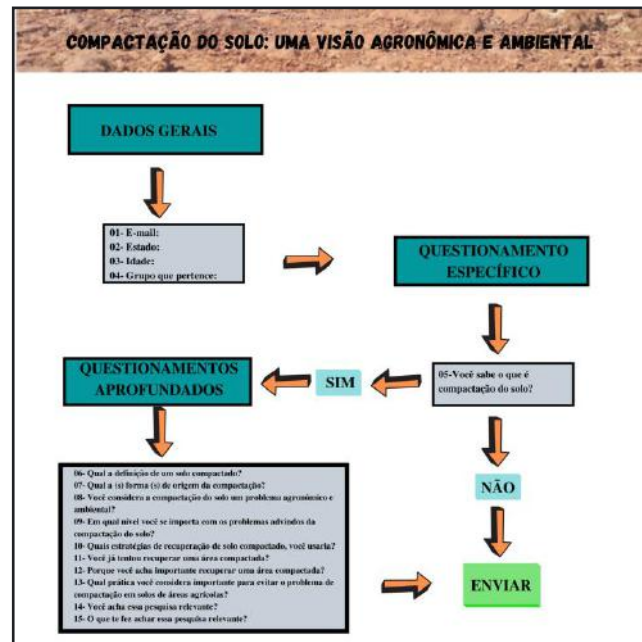 COMPACTAÇÃO DO SOLO: UMA VISÃO AGRONÔMICA E AMBIENTAL
DADOS GERAIS
01- E-mail:
02- Estado:
03- Idade:
04- Grupo que pertence:
QUESTIONAMENTO
ESPECÍFICO
05-Você sabe o que é
compactação do solo?
SIM
QUESTIONAMENTOS
APROFUNDADOS
NÃO
06- Qual a definição de um solo compactado?
07- Qual a (s) forma (s) de origem da compactação?
08- Você considera a compactação do solo um problema agronômico e
ambiental?
09- Em qual nível você se importa com os problemas advindos da
compactação do solo?
10- Quais estratégias de recuperação de solo compactado, você usaria?
11- Você já tentou recuperar uma área compactada?
12- Porque você acha importante recuperar uma área compactada?
13- Qual prática você considera importante para evitar o problema de
compactação em solos de áreas agrícolas?
14- Você acha essa pesquisa relevante?
15- O que te fez achar essa pesquisa relevante?
ENVIAR